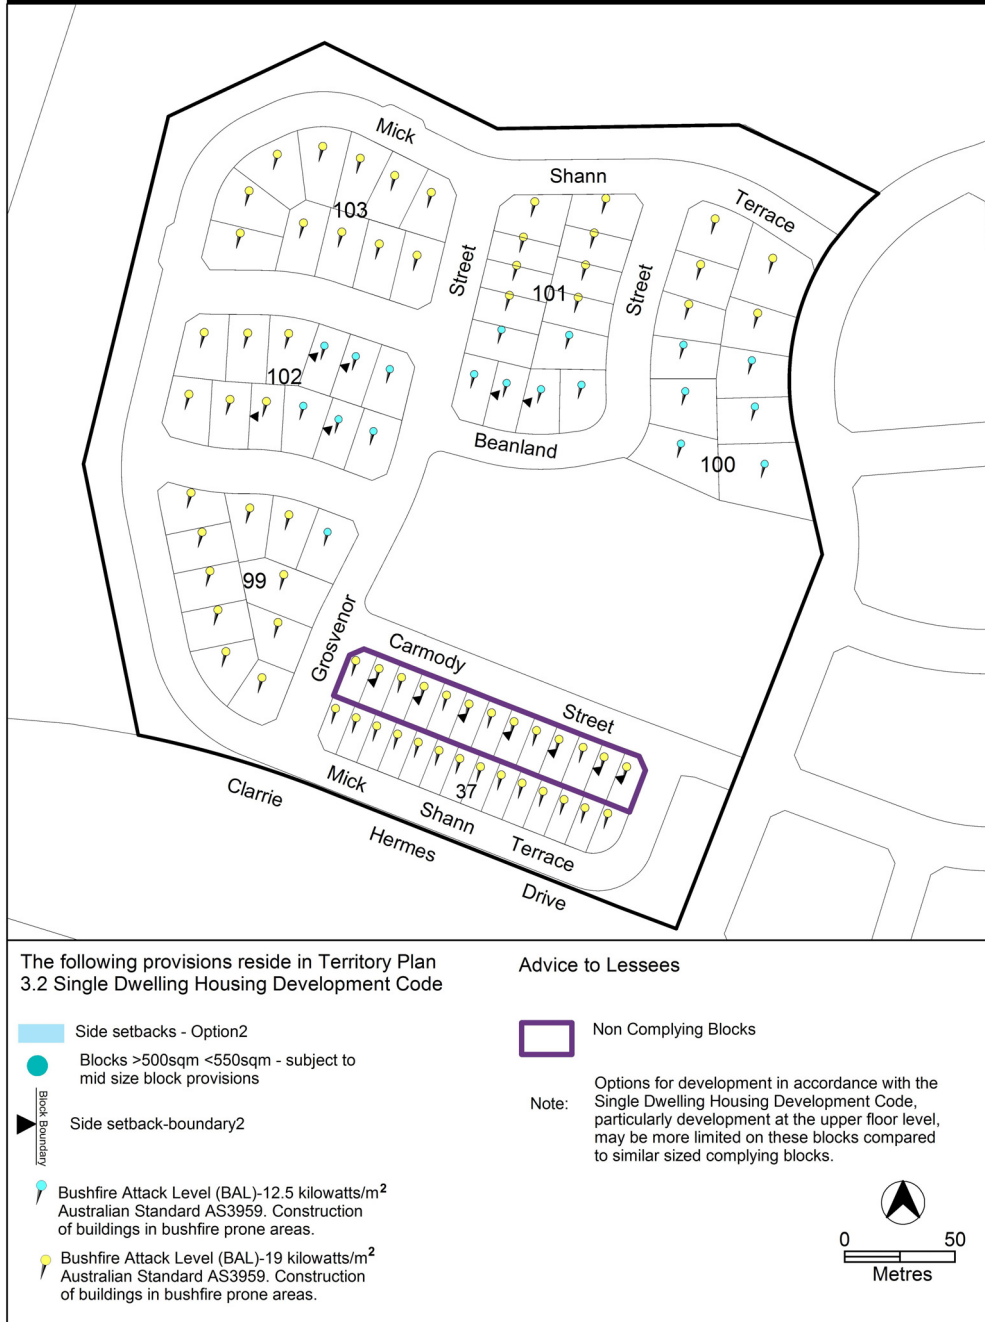 Mick
Shann
Terrace
103
Street
101
Street
102
Beanland
100
99
Grosvenor
Carmody
Street
37
Mick
Shann
Terrace
Clarrie
Hermes
Drive
The following provisions reside in Territory Plan
3.2 Single Dwelling Housing Development Code
Side setbacks - Option2
Blocks >500sqm <550sqm - subject to
mid size block provisions
Block Boundary
Side setback-boundary2
Bushfire Attack Level (BAL)-12.5 kilowatts/m²
Australian Standard AS3959. Construction
of buildings in bushfire prone areas.
Bushfire Attack Level (BAL)-19 kilowatts/m²
Australian Standard AS3959. Construction
of buildings in bushfire prone areas.
Advice to Lessees
Non Complying Blocks
Note:
Options for development in accordance with the
Single Dwelling Housing Development Code,
particularly development at the upper floor level,
may be more limited on these blocks compared
to similar sized complying blocks.
0 50
Metres